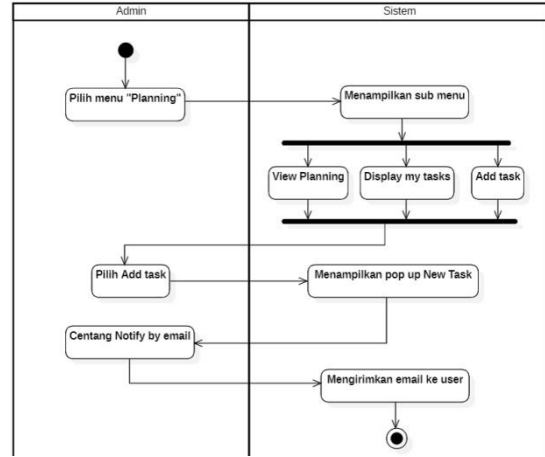 Admin
Sistem
Pilih menu "Planning"
Menampilkan sub menu
View Planning
Display my tasks
Add task
Pilih Add task
Menampilkan pop up New Task
Centang Notify by email
Mengirimkan email ke user